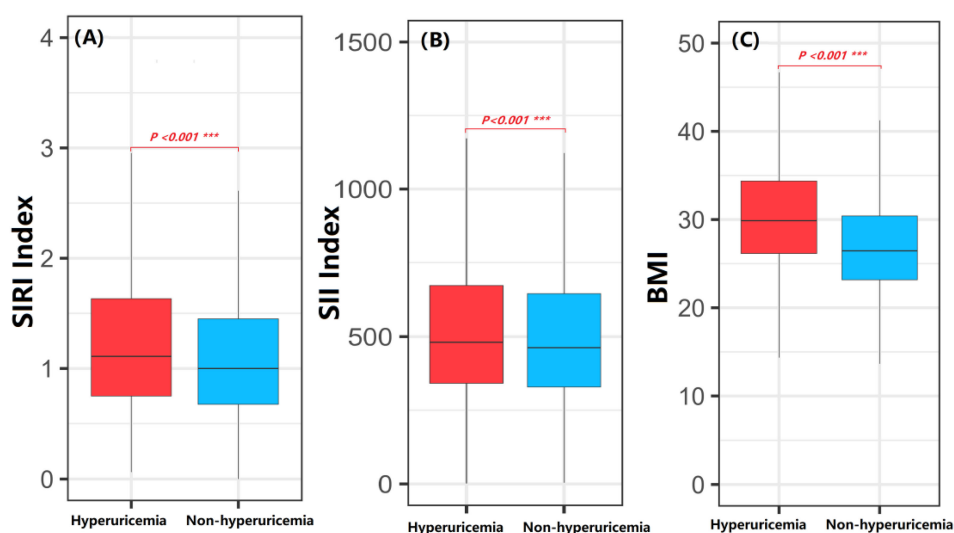 (A)
SIRI Index
4
3
2
1
0
P <0.001 ***
Hyperuricemia Non-hyperuricemia
(B)
SII Index
1500
1000
500
0
P<0.001 ***
Hyperuricemia Non-hyperuricemia
(C)
BMI
50
40
30
20
10
0
P <0.001 ***
Hyperuricemia Non-hyperuricemia